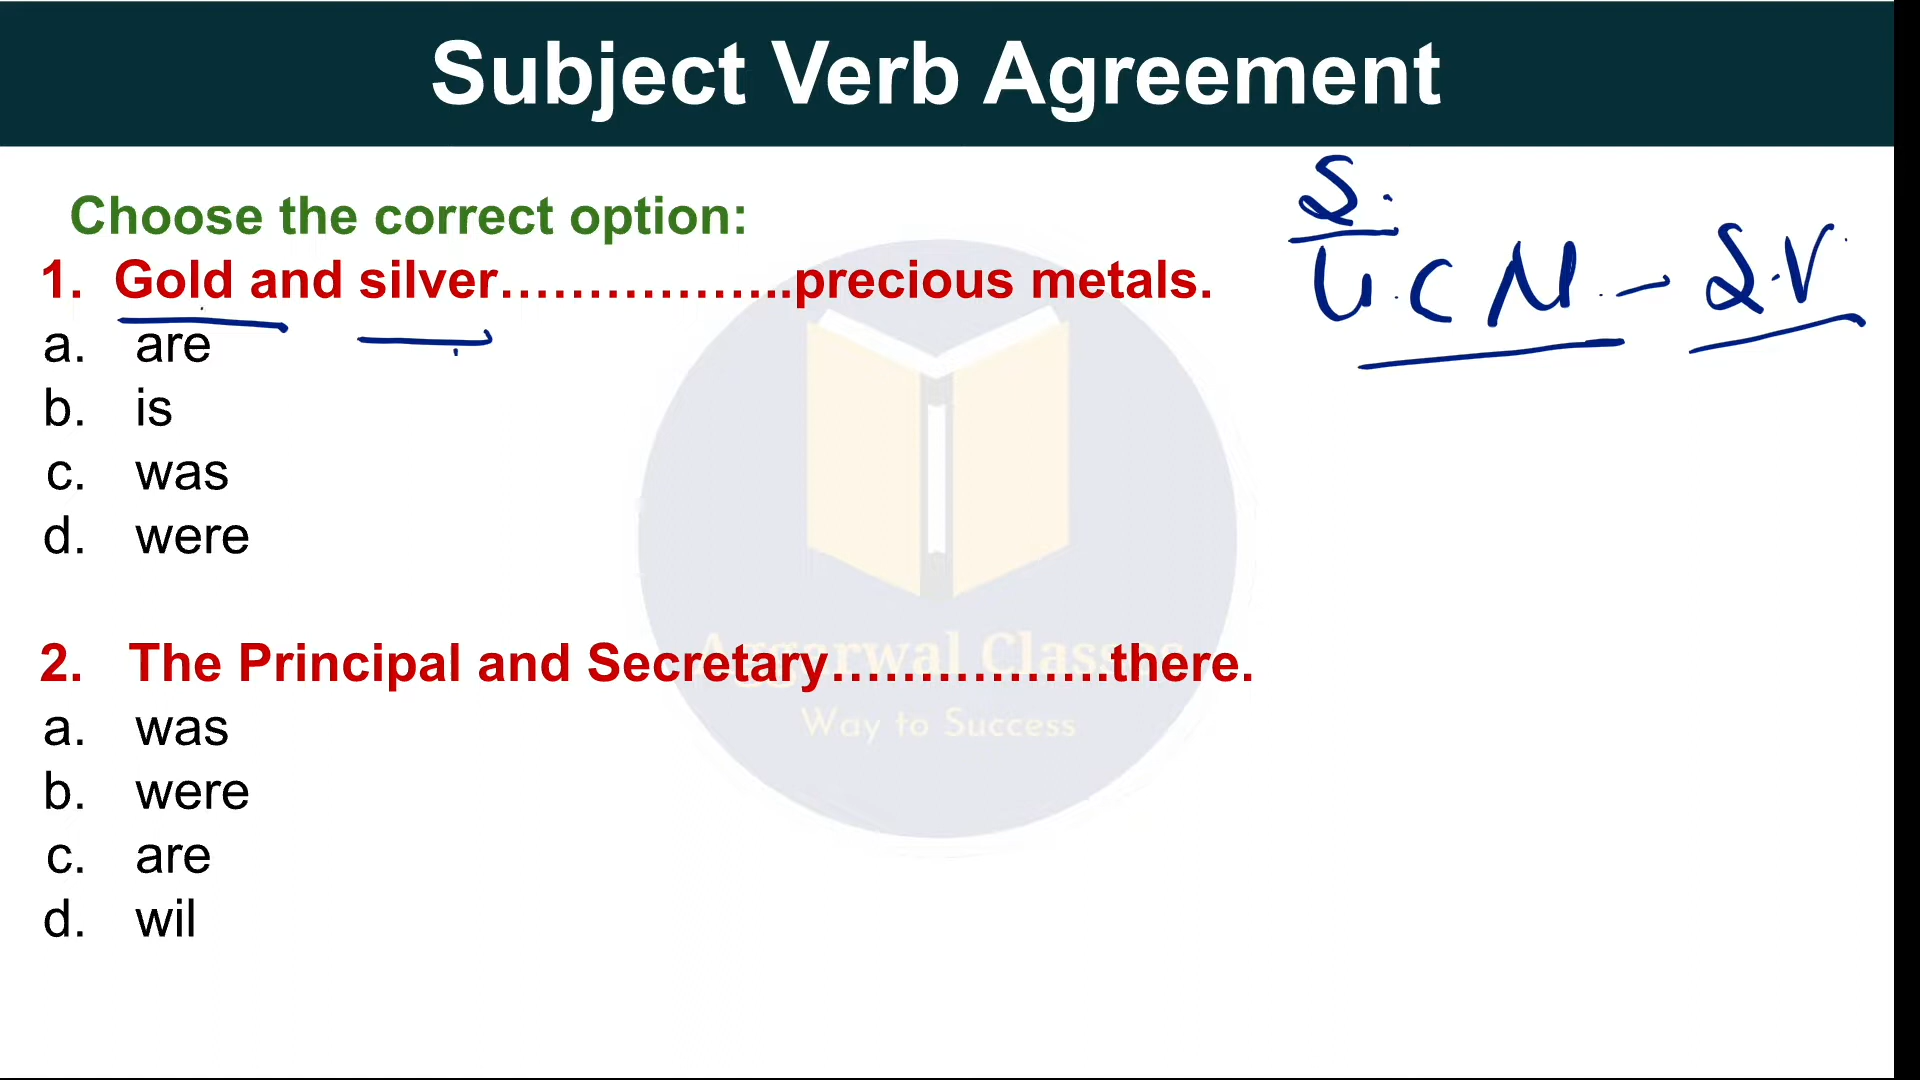 Subject Verb Agreement
Choose the correct option:
1. Gold and silver……………..precious metals.
a. are
b. is
c. was
d. were
2. The Principal and Secretary…………….there.
a. was
b. were
c. are
d. wil
S.
U.C N - S.V
Aggarwal Classes
Way to Success